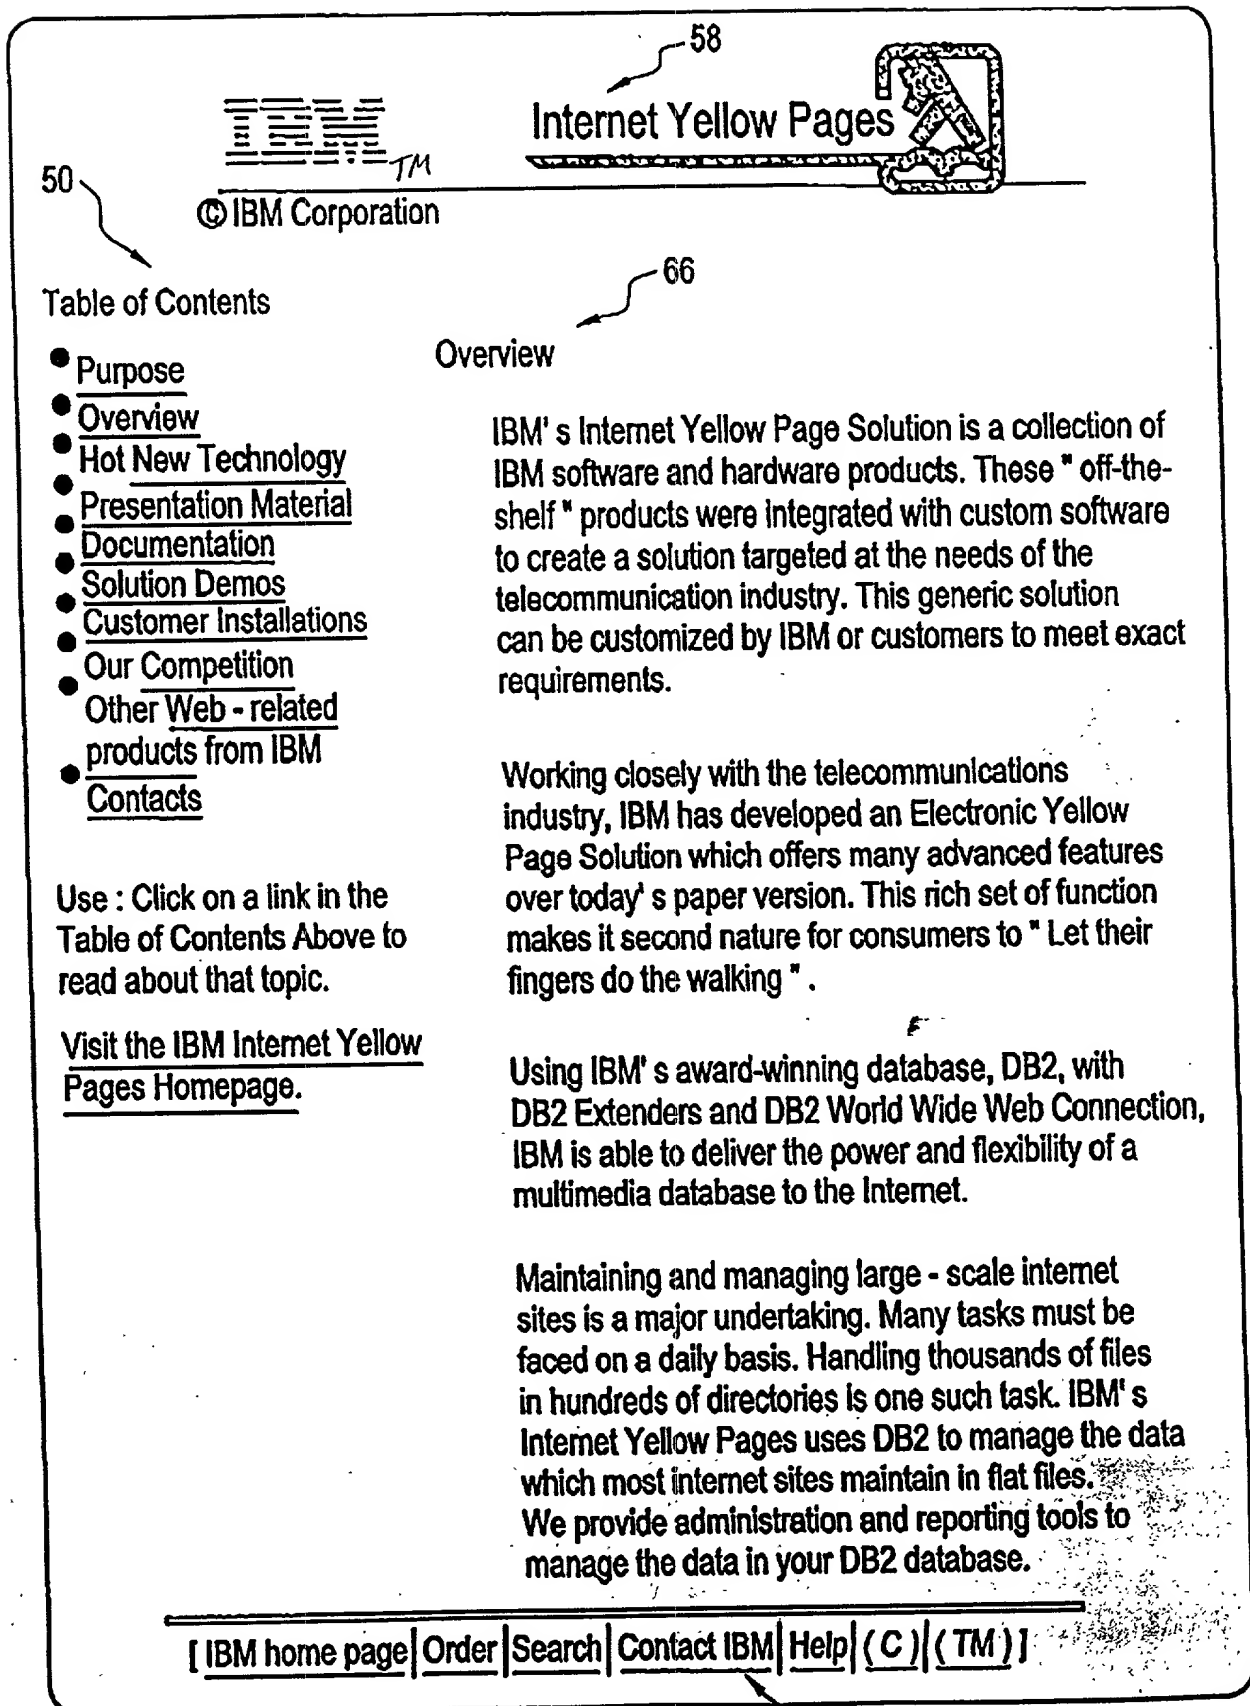 58
IBM TM
Internet Yellow Pages
50
© IBM Corporation
66
Table of Contents
• Purpose
• Overview
• Hot New Technology
• Presentation Material
• Documentation
• Solution Demos
• Customer Installations
• Our Competition
• Other Web - related
products from IBM
• Contacts
Use : Click on a link in the
Table of Contents Above to
read about that topic.
Visit the IBM Internet Yellow
Pages Homepage.
Overview
IBM' s Internet Yellow Page Solution is a collection of
IBM software and hardware products. These " off-the-
shelf " products were integrated with custom software
to create a solution targeted at the needs of the
telecommunication industry. This generic solution
can be customized by IBM or customers to meet exact
requirements.
Working closely with the telecommunications
industry, IBM has developed an Electronic Yellow
Page Solution which offers many advanced features
over today' s paper version. This rich set of function
makes it second nature for consumers to " Let their
fingers do the walking " .
Using IBM' s award-winning database, DB2, with
DB2 Extenders and DB2 World Wide Web Connection,
IBM is able to deliver the power and flexibility of a
multimedia database to the Internet.
Maintaining and managing large - scale internet
sites is a major undertaking. Many tasks must be
faced on a daily basis. Handling thousands of files
in hundreds of directories is one such task. IBM' s
Internet Yellow Pages uses DB2 to manage the data
which most internet sites maintain in flat files.
We provide administration and reporting tools to
manage the data in your DB2 database.
[ IBM home page | Order | Search | Contact IBM | Help | ( C ) | ( TM ) ]